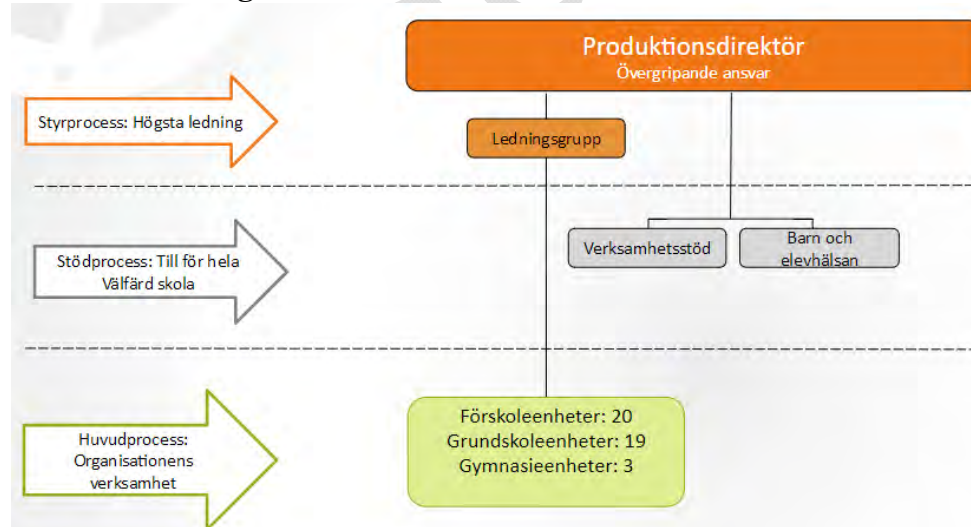 Produktionsdirektör
Övergripande ansvar
Styrprocess: Högsta ledning
Ledningsgrupp
Stödprocess: Till för hela
Välfärd skola
Verksamhetsstöd
Barn och
elevhälsan
Huvudprocess:
Organisationens
verksamhet
Förskoleenheter: 20
Grundskoleenheter: 19
Gymnasieenheter: 3